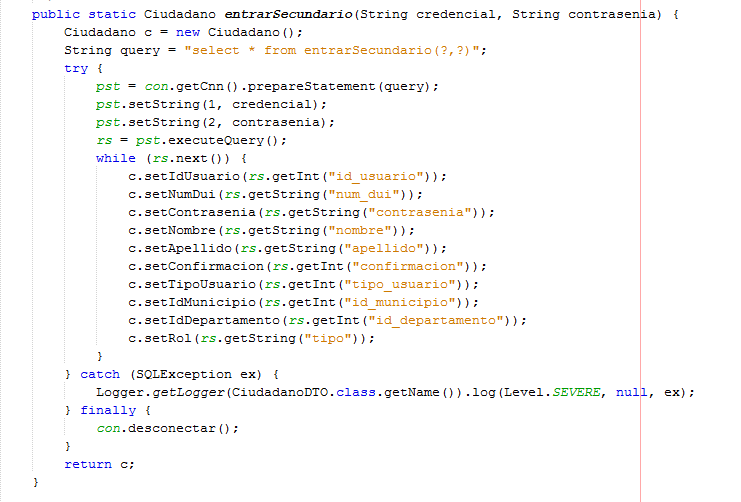 public static Ciudadano entrarSecundario(String credencial, String contrasenia) {
    Ciudadano c = new Ciudadano();
    String query = "select * from entrarSecundario(?,?)";
    try {
        pst = con.getCnn().prepareStatement(query);
        pst.setString(1, credencial);
        pst.setString(2, contrasenia);
        rs = pst.executeQuery();
        while (rs.next()) {
            c.setIdUsuario(rs.getInt("id_usuario"));
            c.setNumDui(rs.getString("num_dui"));
            c.setContrasenia(rs.getString("contrasenia"));
            c.setNombre(rs.getString("nombre"));
            c.setApellido(rs.getString("apellido"));
            c.setConfirmacion(rs.getInt("confirmacion"));
            c.setTipoUsuario(rs.getInt("tipo_usuario"));
            c.setIdMunicipio(rs.getInt("id_municipio"));
            c.setIdDepartamento(rs.getInt("id_departamento"));
            c.setRol(rs.getString("tipo"));
        }
    } catch (SQLException ex) {
        Logger.getLogger(CiudadanoDTO.class.getName()).log(Level.SEVERE, null, ex);
    } finally {
        con.desconectar();
    }
    return c;
}